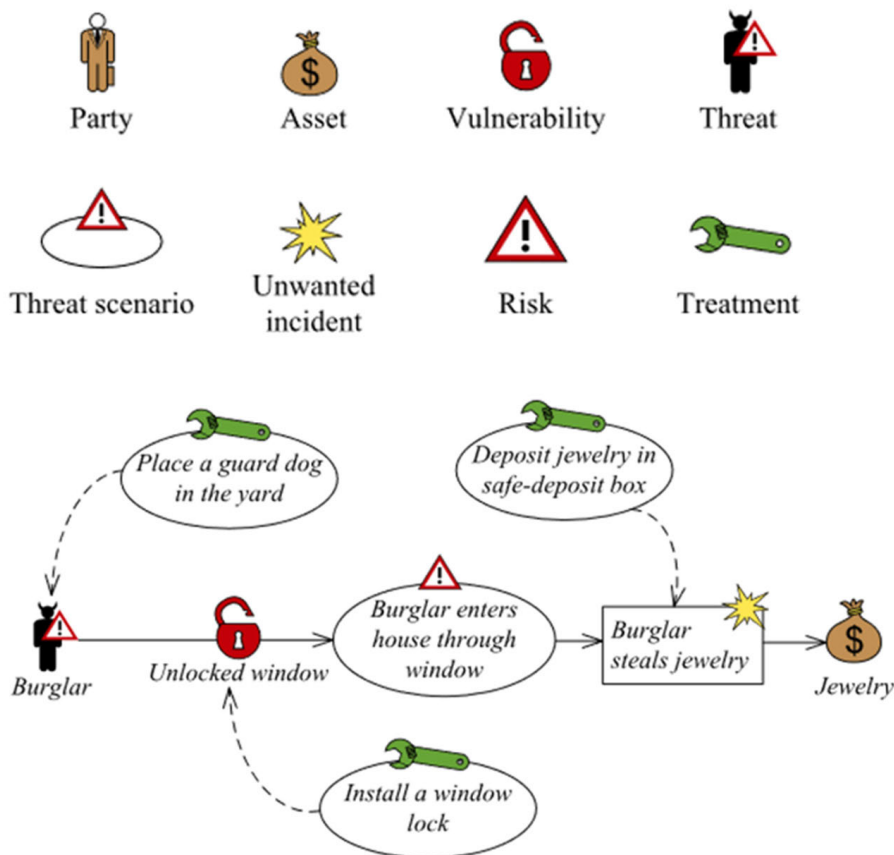 Party
Asset
Vulnerability
Threat
Threat scenario
Unwanted
incident
Risk
Treatment
Place a guard dog
in the yard
Deposit jewelry in
safe-deposit box
Burglar
Unlocked window
Burglar enters
house through
window
Burglar
steals jewelry
Jewelry
Install a window
lock